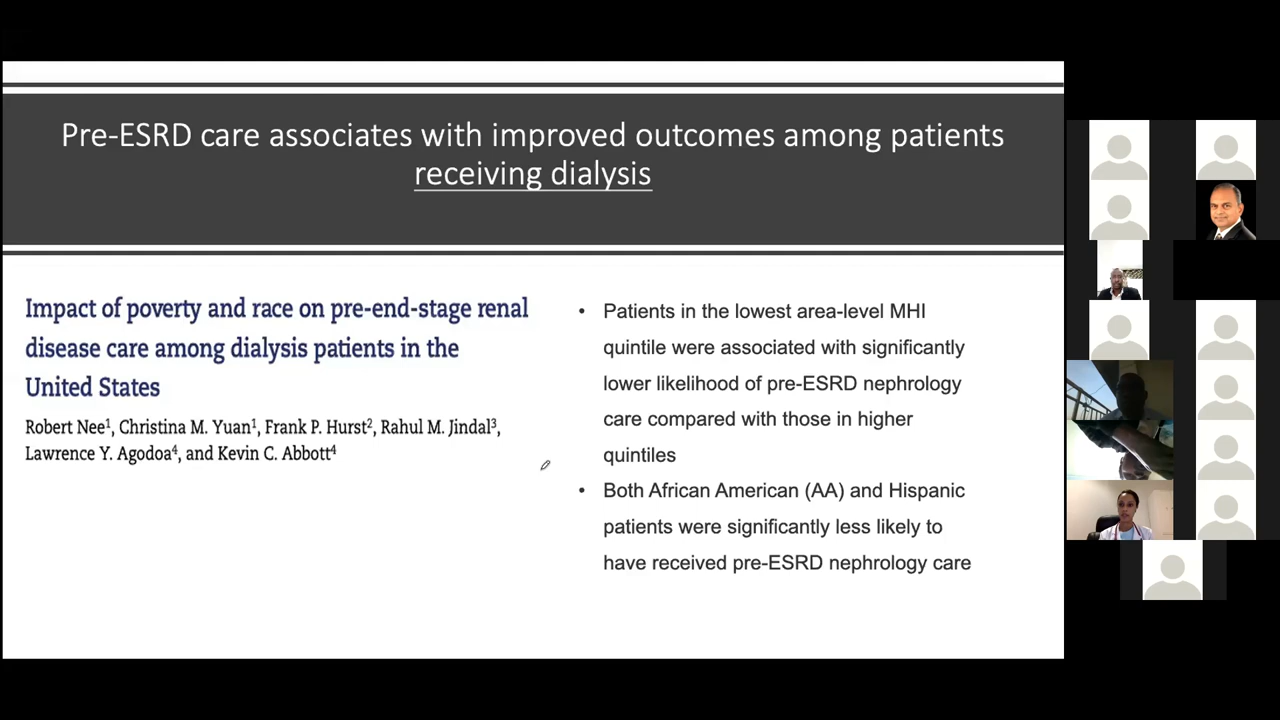 Pre-ESRD care associates with improved outcomes among patients
receiving dialysis
Impact of poverty and race on pre-end-stage renal
disease care among dialysis patients in the
United States
Robert Nee¹, Christina M. Yuan¹, Frank P. Hurst², Rahul M. Jindal³,
Lawrence Y. Agodoa⁴, and Kevin C. Abbott⁴
• Patients in the lowest area-level MHI
quintile were associated with significantly
lower likelihood of pre-ESRD nephrology
care compared with those in higher
quintiles
• Both African American (AA) and Hispanic
patients were significantly less likely to
have received pre-ESRD nephrology care